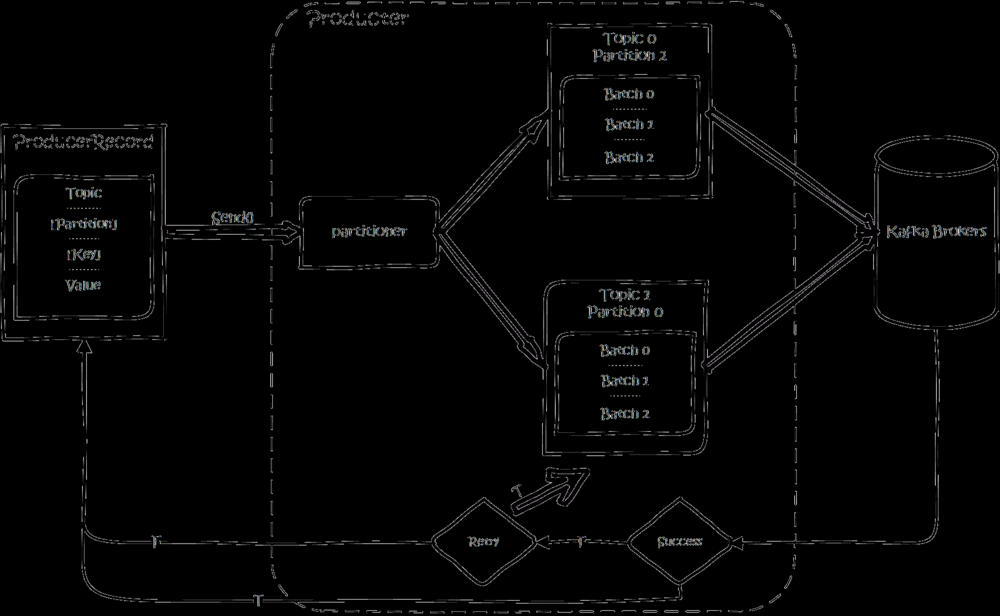 Producer
Topic 0
Partition 2
Batch 0
Batch 1
Batch 2
ProducerRecord
Topic
[Partition]
[Key]
Value
Send()
partitioner
Kafka Brokers
Topic 1
Partition 0
Batch 0
Batch 1
Batch 2
Retry
Success